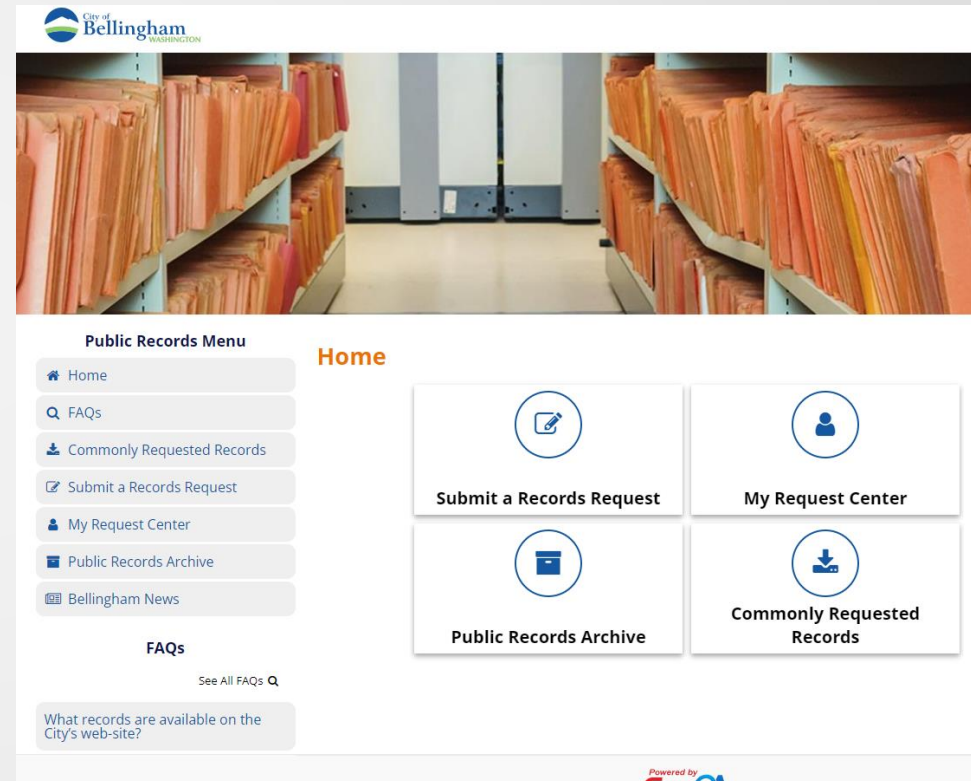 City of
Bellingham
WASHINGTON
Public Records Menu
Home
FAQs
Commonly Requested Records
Submit a Records Request
My Request Center
Public Records Archive
Bellingham News
FAQs
See All FAQs
What records are available on the
City's web-site?
Home
Submit a Records Request
My Request Center
Public Records Archive
Commonly Requested
Records
Powered by